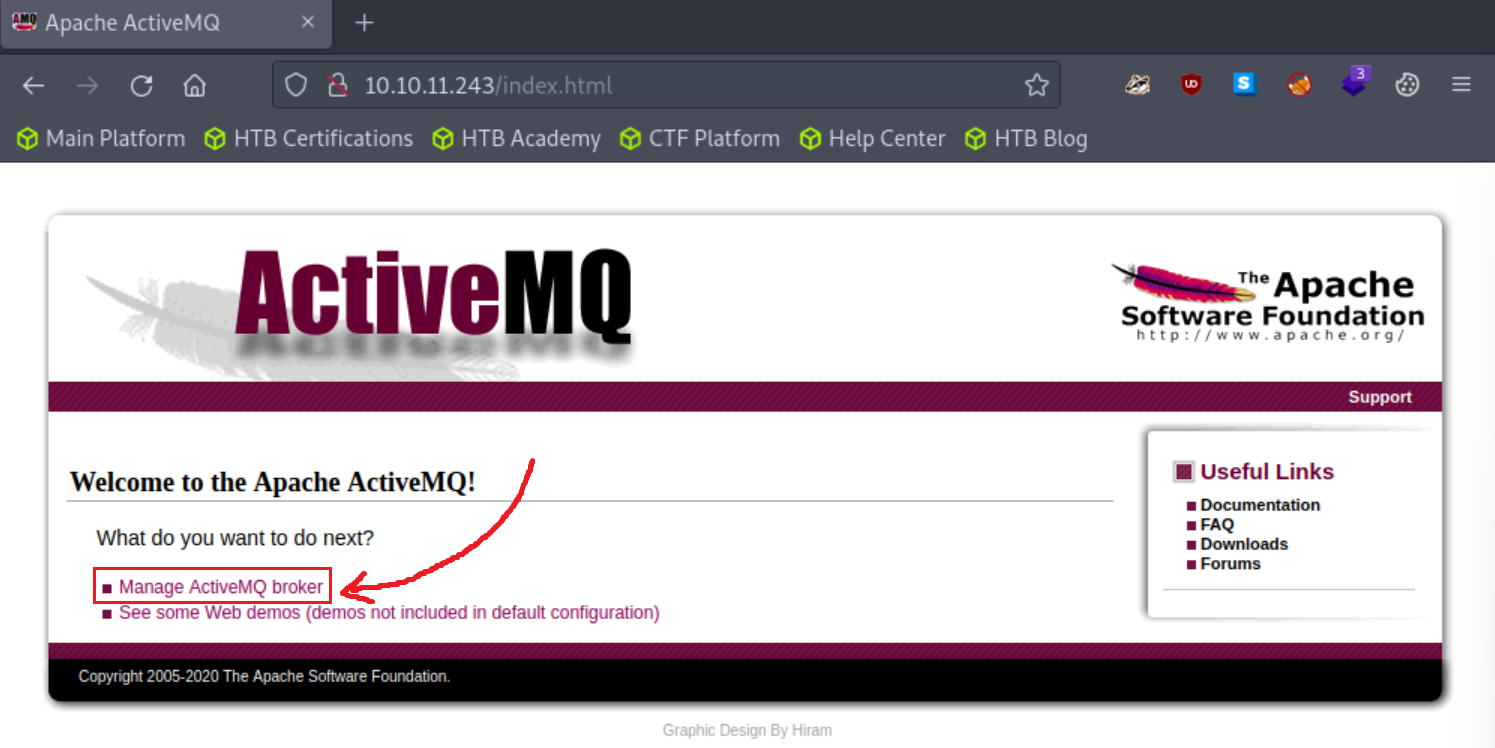 AMQ Apache ActiveMQ
10.10.11.243/index.html
UD S 3
Main Platform HTB Certifications HTB Academy CTF Platform Help Center HTB Blog
ActiveMQ
The Apache
Software Foundation
http://www.apache.org/
Support
Welcome to the Apache ActiveMQ!
What do you want to do next?
Manage ActiveMQ broker
See some Web demos (demos not included in default configuration)
Useful Links
Documentation
FAQ
Downloads
Forums
Copyright 2005-2020 The Apache Software Foundation.
Graphic Design By Hiram